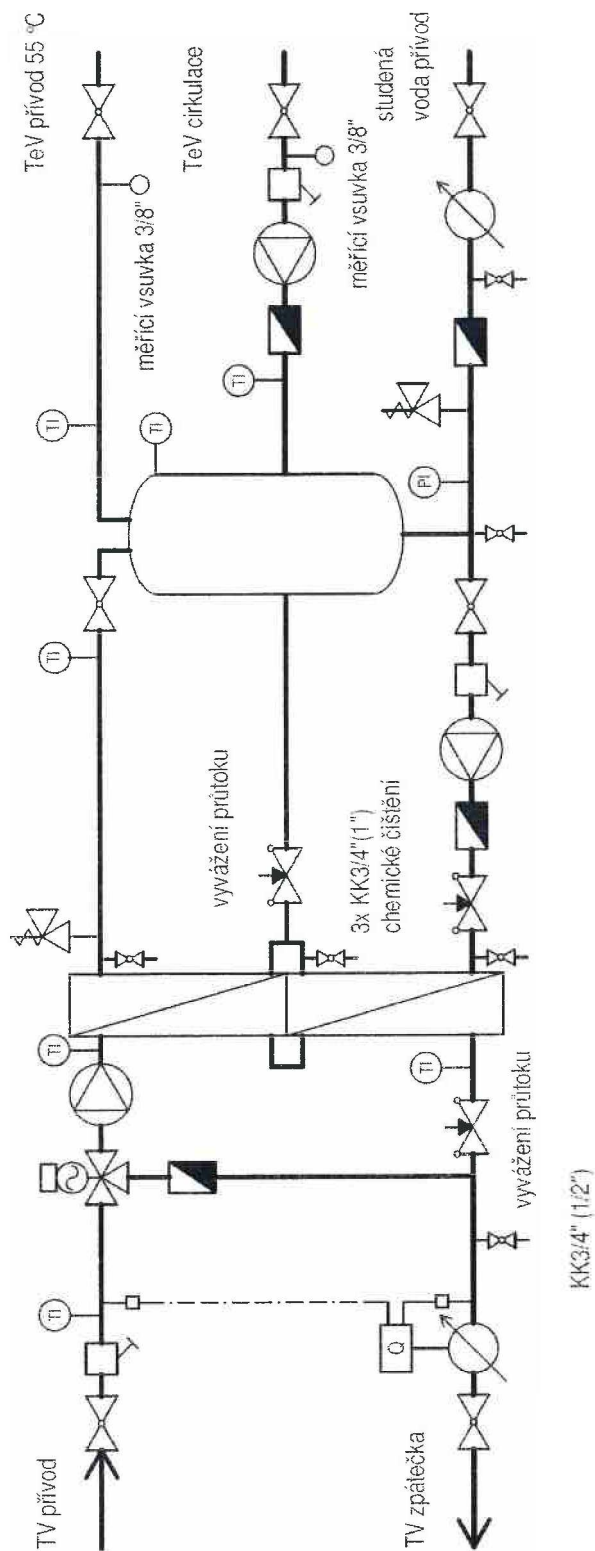 TV přívod
TI
TI
TI
TI
TI
TeV přívod 55 °C
měřící vsuvka 3/8"
vyvážení průtoku
3x KK3/4"(1")
chemické čištění
TI
TeV cirkulace
měřící vsuvka 3/8"
TV zpátečka
Q
TI
vyvážení průtoku
PI
studená
voda přívod
KK3/4" (1/2")